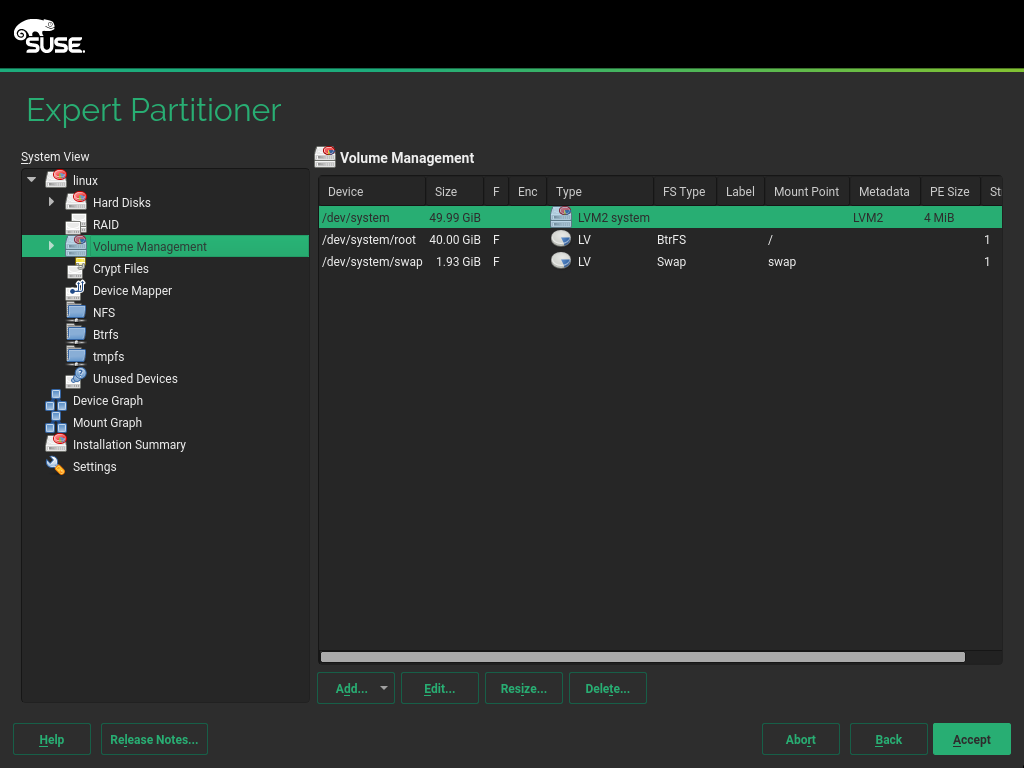 SUSE.
Expert Partitioner
System View
linux
Hard Disks
RAID
Volume Management
Crypt Files
Device Mapper
NFS
Btrfs
tmpfs
Unused Devices
Device Graph
Mount Graph
Installation Summary
Settings
Volume Management
Device Size F Enc Type FS Type Label Mount Point Metadata PE Size St
/dev/system 49.99 GiB LVM2 system LVM2 4 MiB
/dev/system/root 40.00 GiB F LV BtrFS / 1
/dev/system/swap 1.93 GiB F LV Swap swap 1
Add... Edit... Resize... Delete...
Help Release Notes... Abort Back Accept